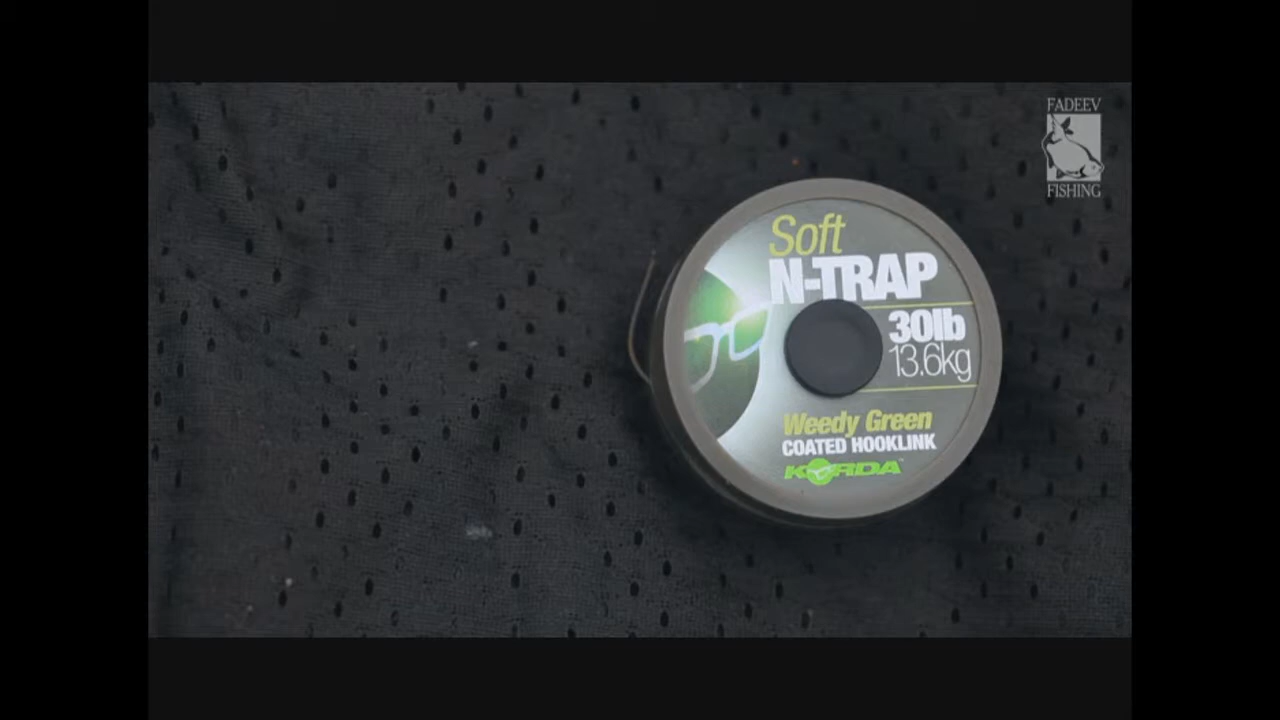 FADEEV
FISHING
Soft
N-TRAP
30lb
13.6kg
Weedy Green
COATED HOOKLINK
KORDA